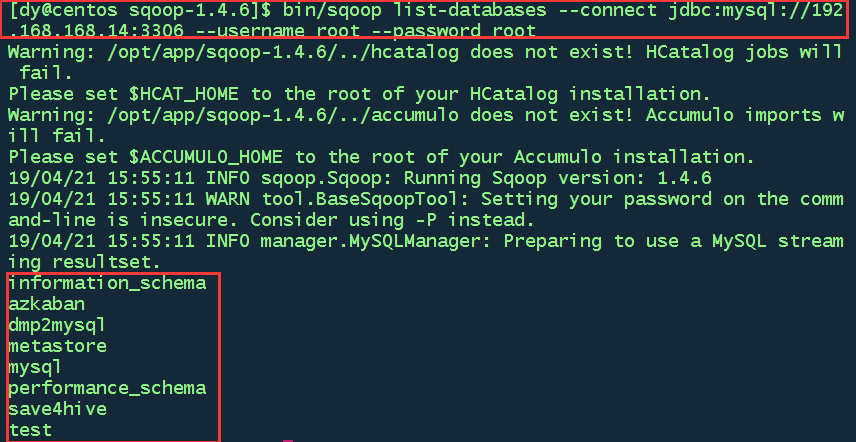 [dy@centos sqoop-1.4.6]$ bin/sqoop list-databases --connect jdbc:mysql://192
.168.168.14:3306 --username root --password root
Warning: /opt/app/sqoop-1.4.6/../hcatalog does not exist! HCatalog jobs will
 fail.
Please set $HCAT_HOME to the root of your HCatalog installation.
Warning: /opt/app/sqoop-1.4.6/../accumulo does not exist! Accumulo imports w
ill fail.
Please set $ACCUMULO_HOME to the root of your Accumulo installation.
19/04/21 15:55:11 INFO sqoop.Sqoop: Running Sqoop version: 1.4.6
19/04/21 15:55:11 WARN tool.BaseSqoopTool: Setting your password on the comm
and-line is insecure. Consider using -P instead.
19/04/21 15:55:11 INFO manager.MySQLManager: Preparing to use a MySQL stream
ing resultset.
information_schema
azkaban
dmp2mysql
metastore
mysql
performance_schema
save4hive
test